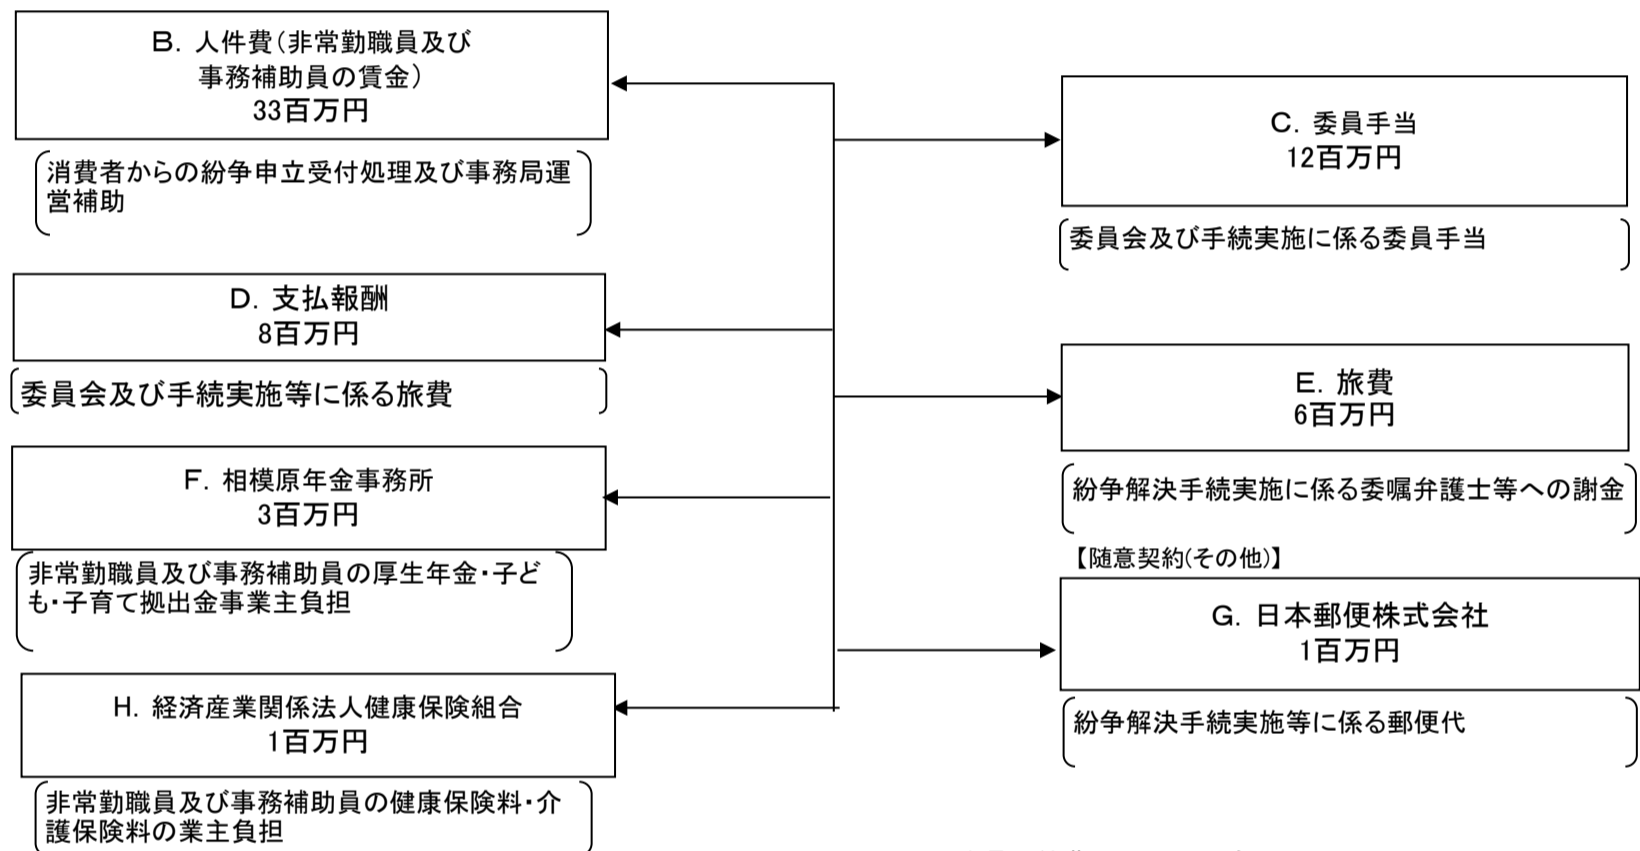 B．人件費（非常勤職員及び
事務補助員の賃金）
33百万円
消費者からの紛争申立受付処理及び事務局運
営補助
C．委員手当
12百万円
委員会及び手続実施に係る委員手当
D．支払報酬
8百万円
委員会及び手続実施等に係る旅費
E．旅費
6百万円
紛争解決手続実施に係る委嘱弁護士等への謝金
F．相模原年金事務所
3百万円
非常勤職員及び事務補助員の厚生年金・子ど
も・子育て拠出金事業主負担
【随意契約(その他)】
G．日本郵便株式会社
1百万円
紛争解決手続実施等に係る郵便代
H．経済産業関係法人健康保険組合
1百万円
非常勤職員及び事務補助員の健康保険料・介
護保険料の業主負担